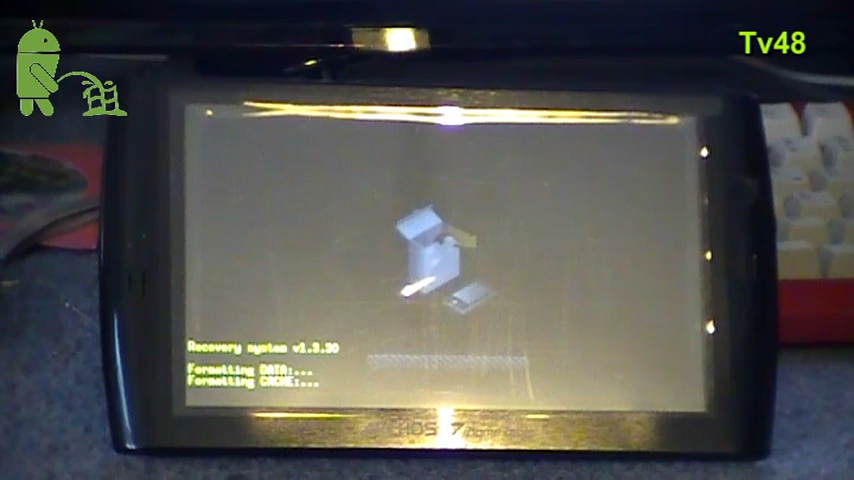 Tv48
Recovery system v1.3.30
Formatting DATA:...
Formatting CACHE:...